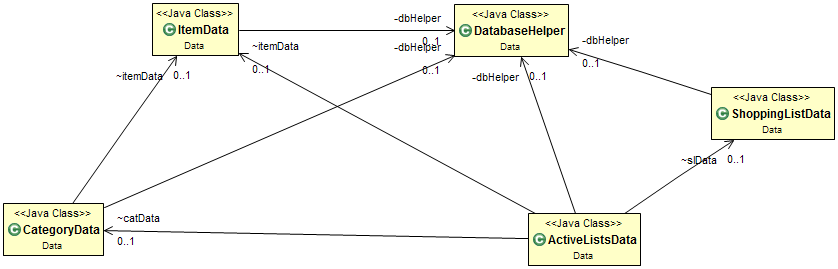 <<Java Class>>
ItemData
Data
-dbHelper
0..1
<<Java Class>>
DatabaseHelper
Data
-dbHelper
0..1
~itemData
0..1
~itemData
0..1
-dbHelper
0..1
-dbHelper
0..1
<<Java Class>>
ShoppingListData
Data
~slData
0..1
<<Java Class>>
CategoryData
Data
~catData
0..1
<<Java Class>>
ActiveListsData
Data